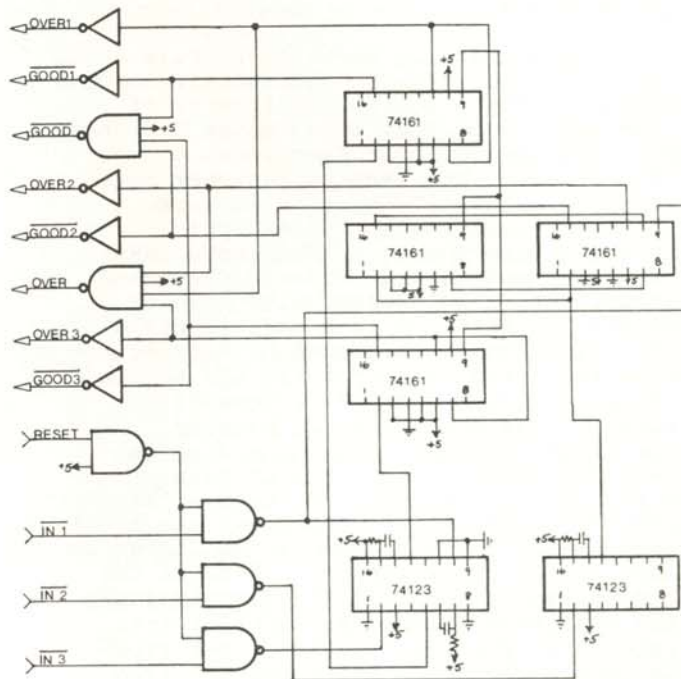 OVER1
GOOD1
GOOD
+5
OVER2
GOOD2
OVER
+5
OVER 3
GOOD3
RESET
+5
IN 1
IN 2
IN 3
+5
16 9
74161
1 8
+5
16 9
74161
1 8
16 9
74161
1 8
+5
+5
16 9
74161
1 8
+5
+5
16 9
74123
1 8
+5
+5
+5
16 9
74123
1 8
+5